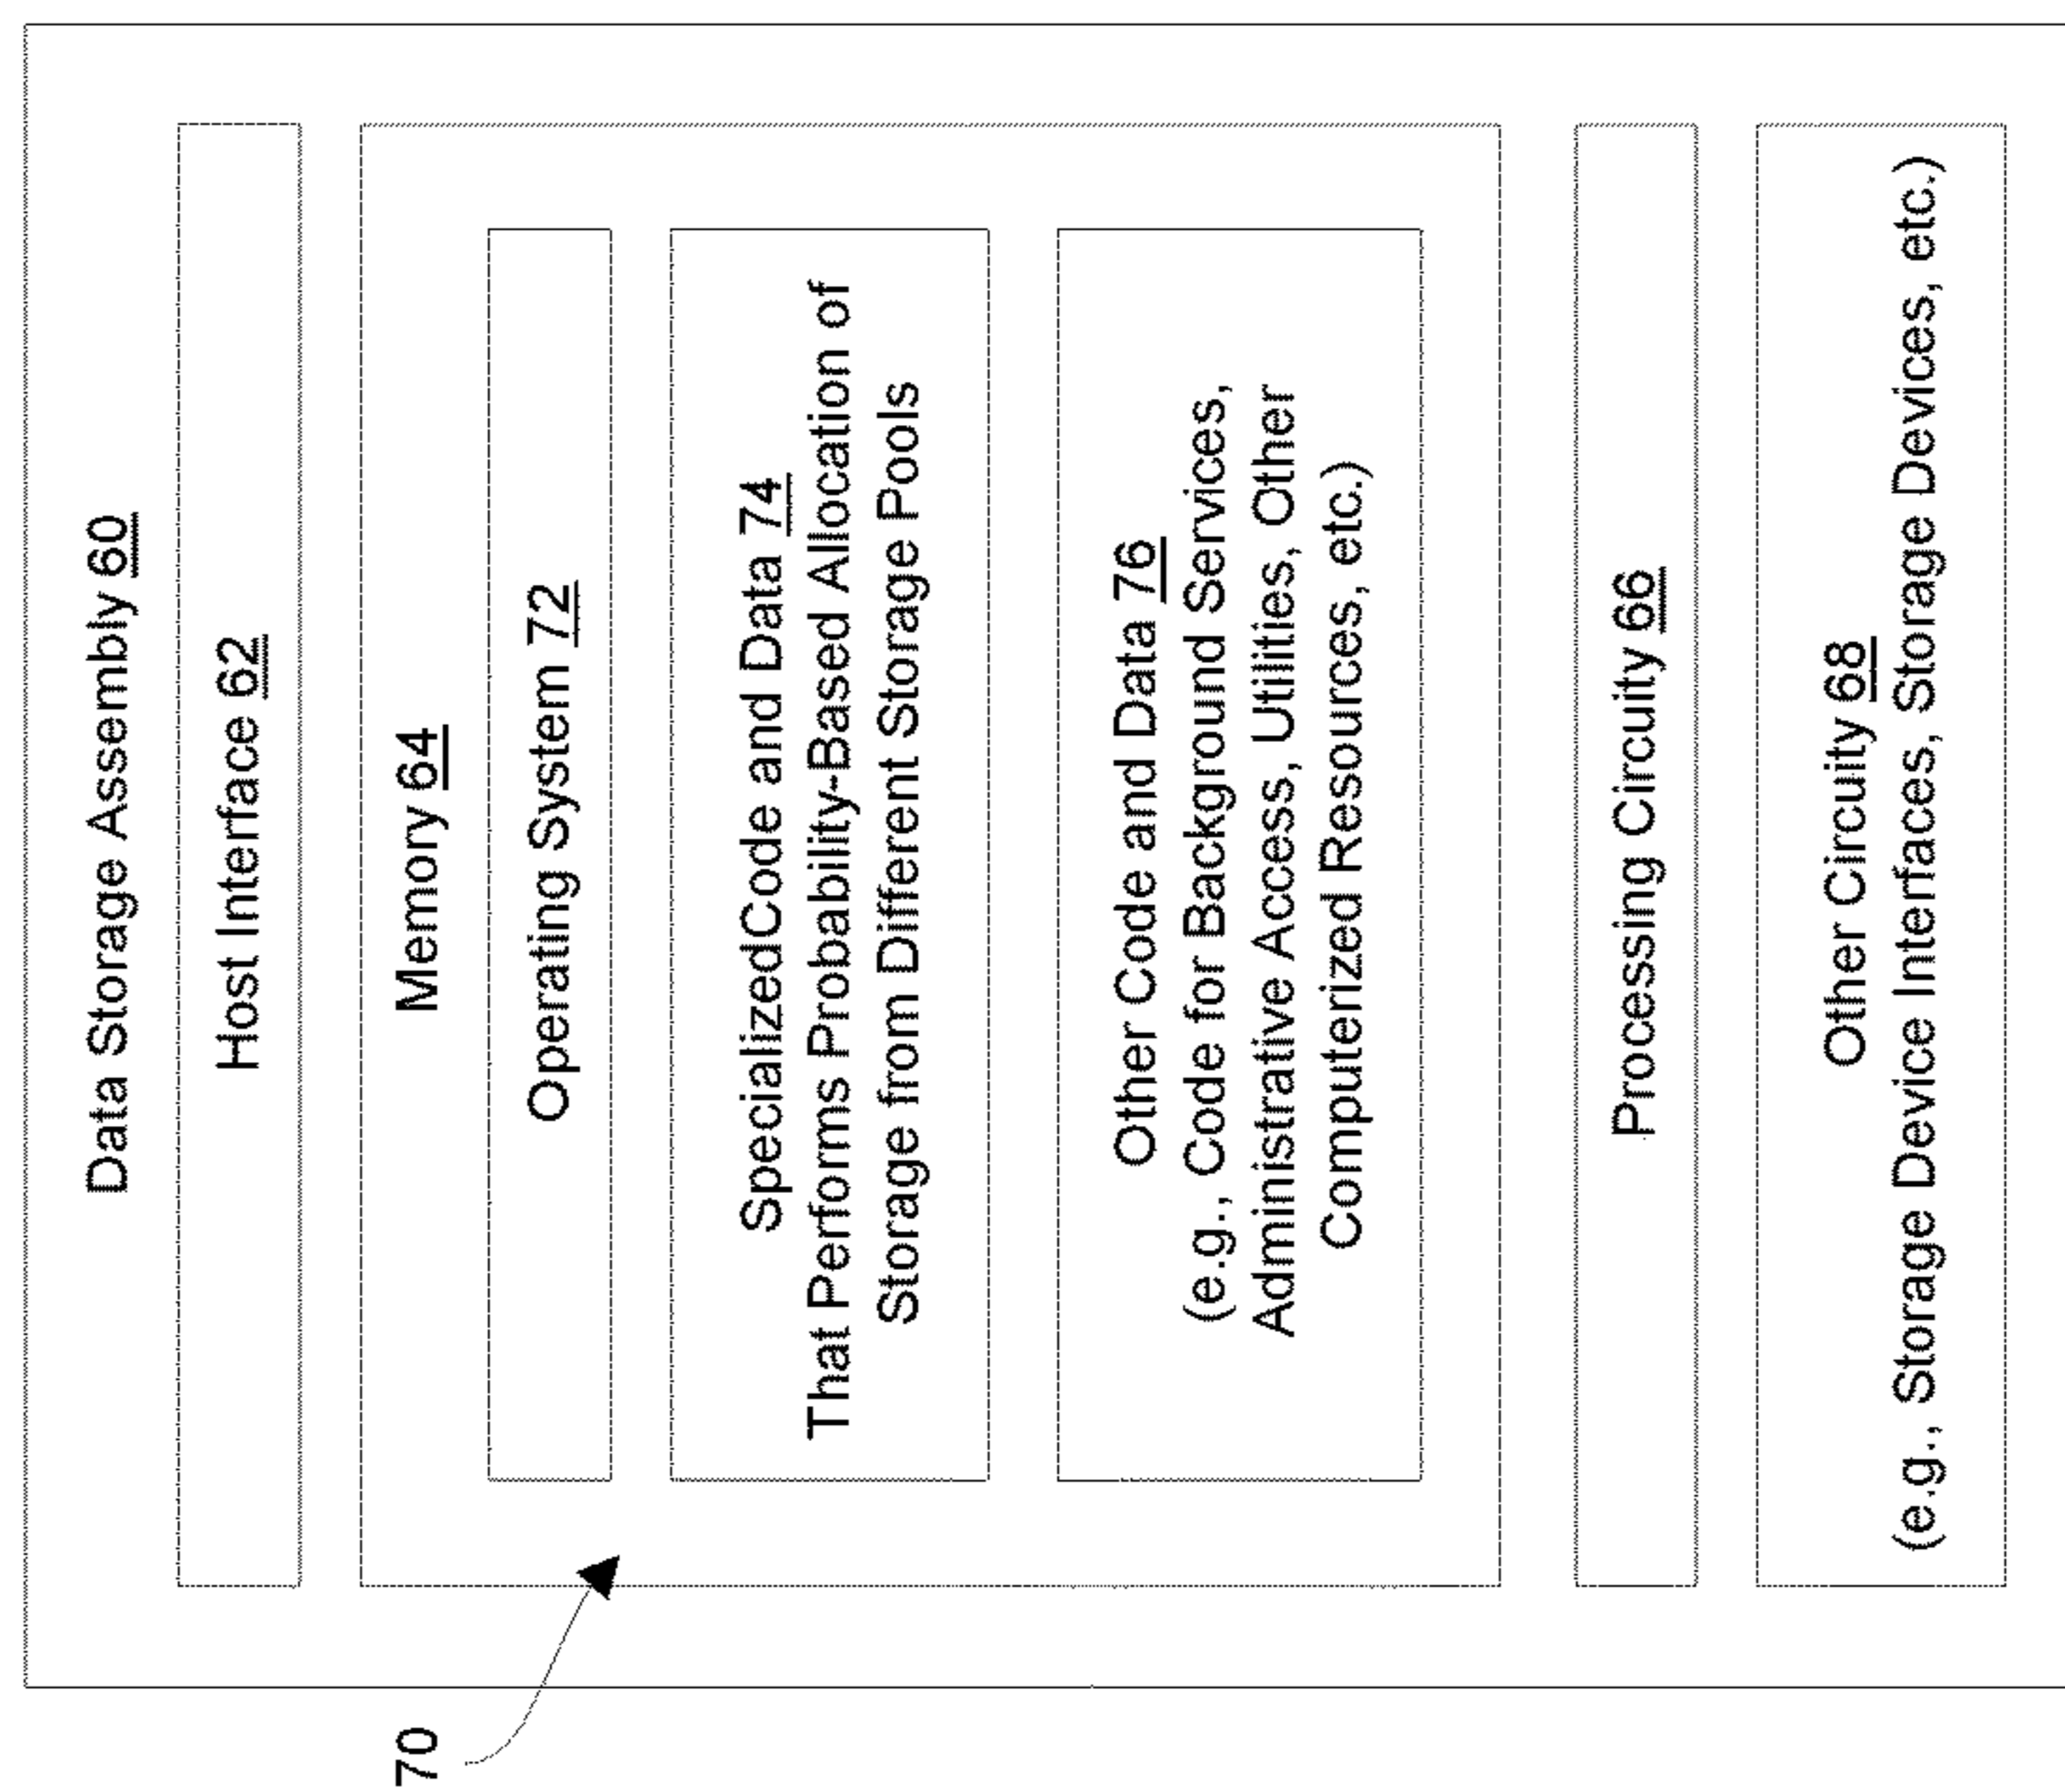 Data Storage Assembly 60
Host Interface 62
Memory 64
Operating System 72
SpecializedCode and Data 74
That Performs Probability-Based Allocation of
Storage from Different Storage Pools
Other Code and Data 76
(e.g., Code for Background Services,
Administrative Access, Utilities, Other
Computerized Resources, etc.)
Processing Circuity 66
Other Circuity 68
(e.g., Storage Device Interfaces, Storage Devices, etc.)
70